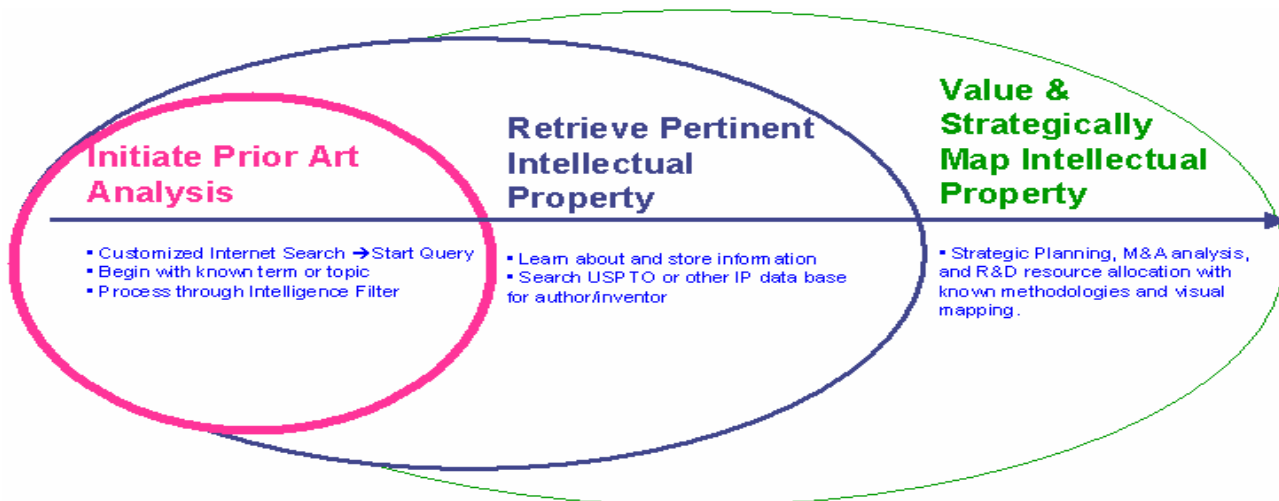 Initiate Prior Art
Analysis
▪ Customized Internet Search ➔Start Query
▪ Begin with known term or topic
▪ Process through Intelligence Filter
Retrieve Pertinent
Intellectual
Property
▪ Learn about and store information
▪ Search USPTO or other IP data base
for author/inventor
Value &
Strategically
Map Intellectual
Property
▪ Strategic Planning, M&A analysis,
and R&D resource allocation with
known methodologies and visual
mapping.